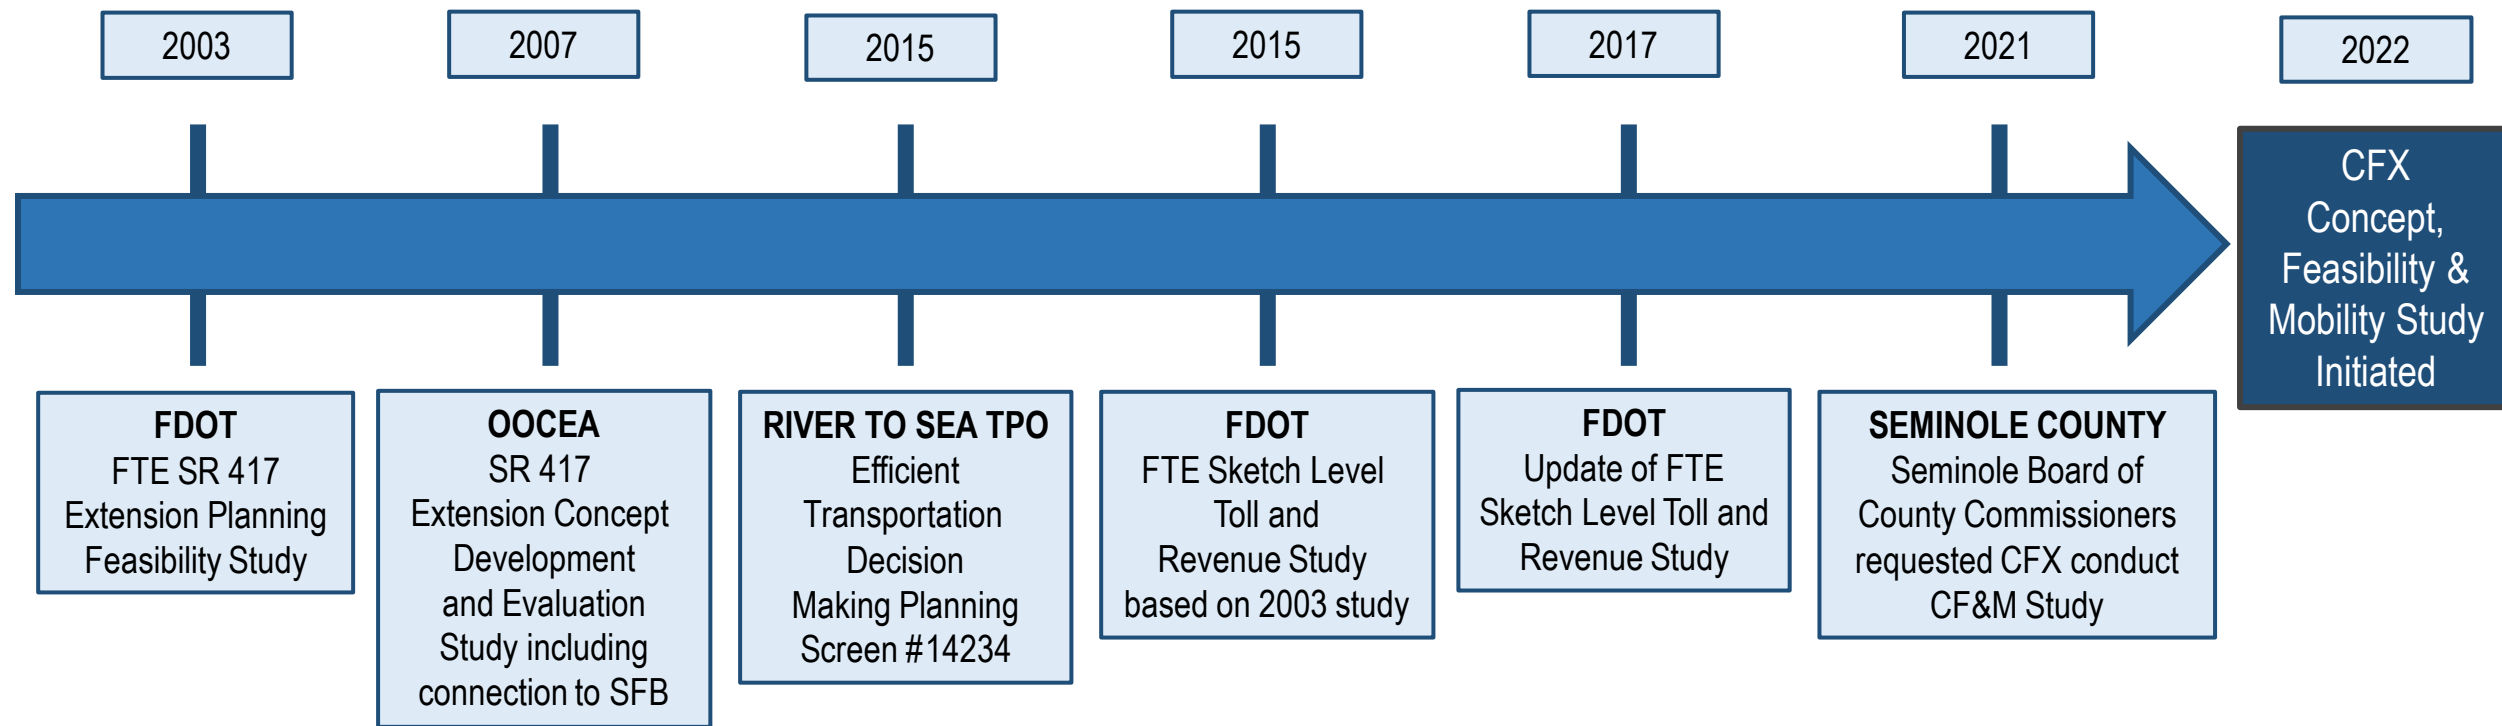 2003
2007
2015
2015
2017
2021
2022
CFX
Concept,
Feasibility &
Mobility Study
Initiated
FDOT
FTE SR 417
Extension Planning
Feasibility Study
OOCEA
SR 417
Extension Concept
Development
and Evaluation
Study including
connection to SFB
RIVER TO SEA TPO
Efficient
Transportation
Decision
Making Planning
Screen #14234
FDOT
FTE Sketch Level
Toll and
Revenue Study
based on 2003 study
FDOT
Update of FTE
Sketch Level Toll and
Revenue Study
SEMINOLE COUNTY
Seminole Board of
County Commissioners
requested CFX conduct
CF&M Study